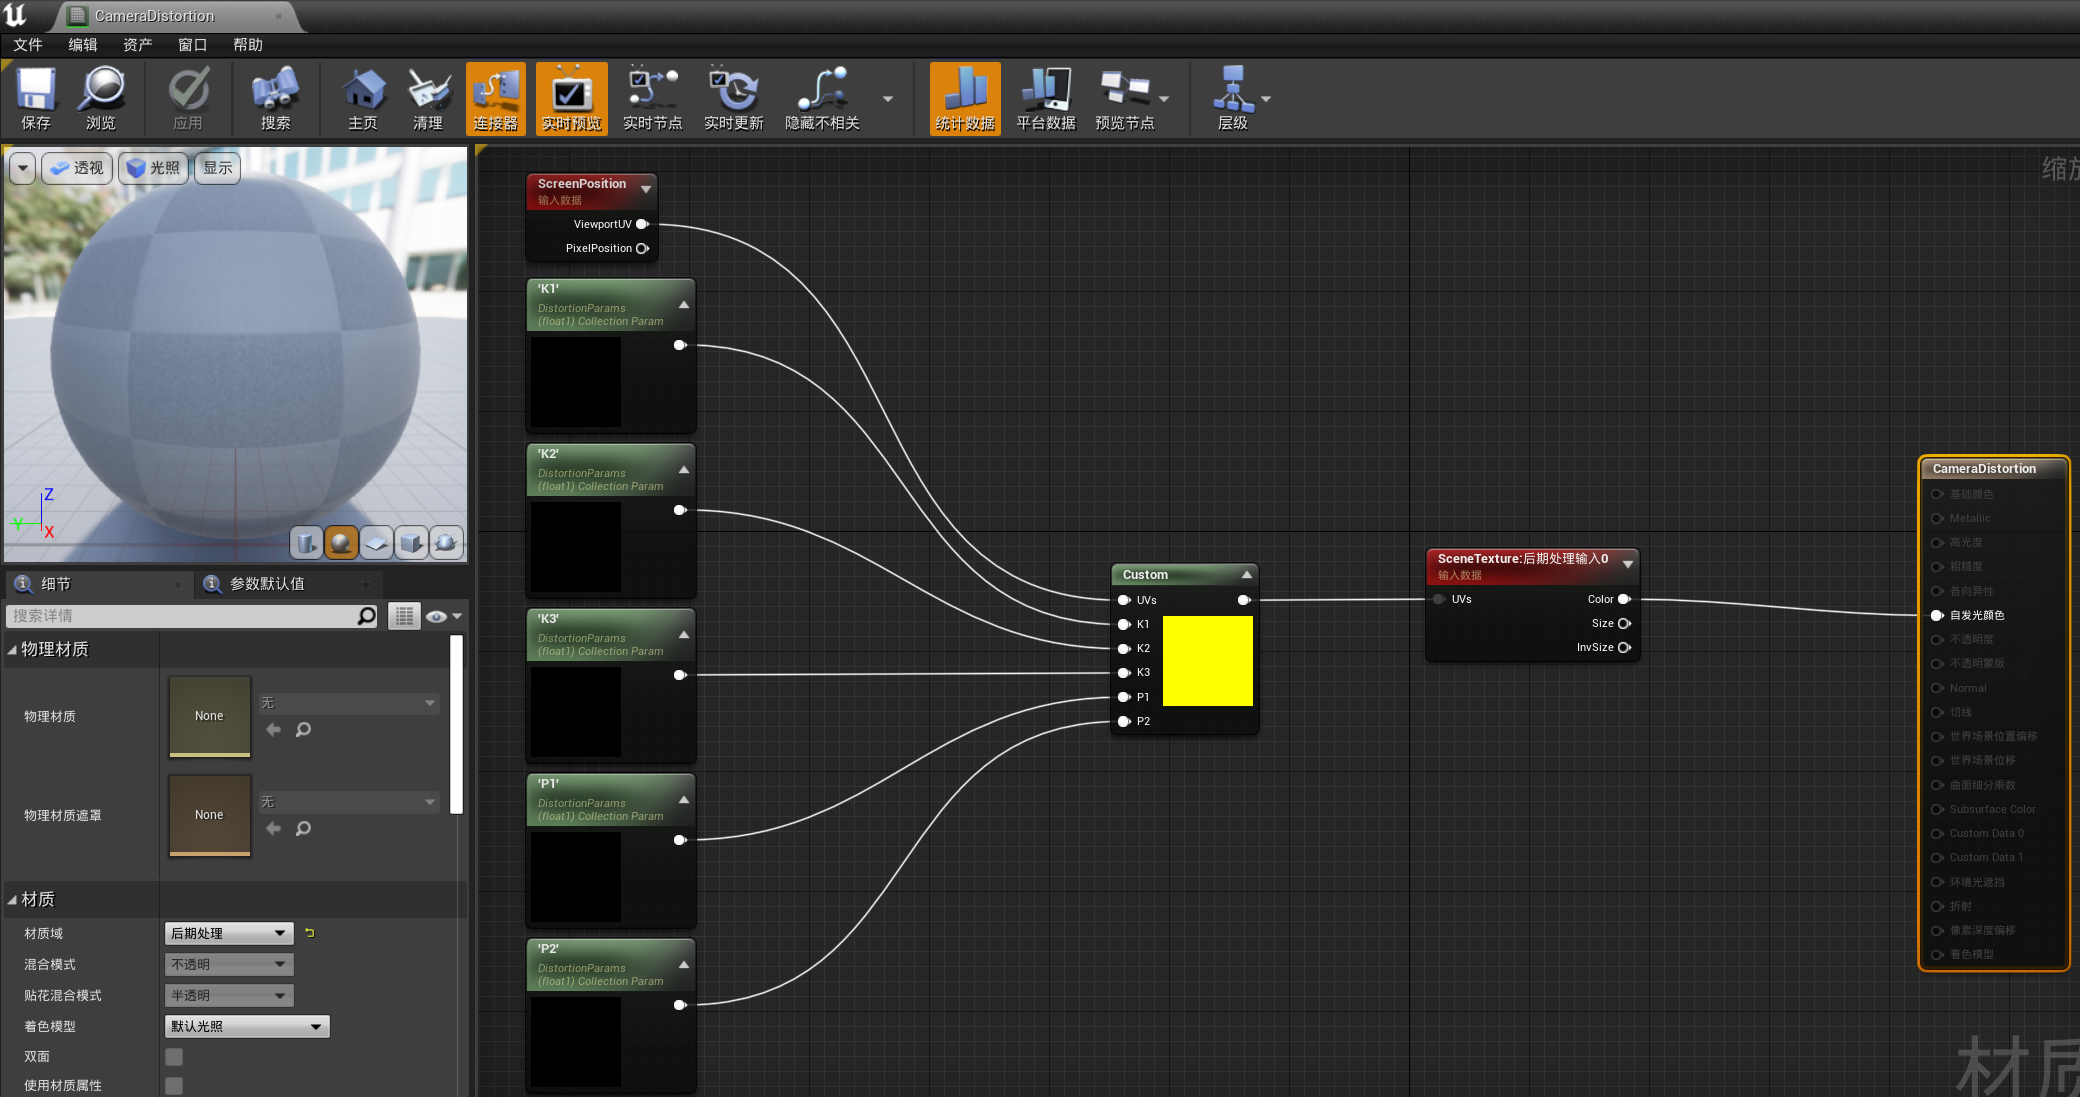 CameraDistortion
文件 编辑 资产 窗口 帮助
保存 浏览 应用 搜索 主页 清理 连接器 实时预览 实时节点 实时更新 隐藏不相关 统计数据 平台数据 预览节点 层级
透视 光照 显示
Z
Y
X
细节 参数默认值
搜索详情
物理材质
物理材质 None 无
物理材质遮罩 None 无
材质
材质域 后期处理
混合模式 不透明
贴花混合模式 半透明
着色模型 默认光照
双面
使用材质属性
缩放
ScreenPosition
输入数据
ViewportUV
PixelPosition
'K1'
DistortionParams
(float1) Collection Param
'K2'
DistortionParams
(float1) Collection Param
'K3'
DistortionParams
(float1) Collection Param
'P1'
DistortionParams
(float1) Collection Param
'P2'
DistortionParams
(float1) Collection Param
Custom
UVs
K1
K2
K3
P1
P2
SceneTexture:后期处理输入0
输入数据
UVs Color
Size
InvSize
CameraDistortion
基础颜色
Metallic
高光度
粗糙度
各向异性
自发光颜色
不透明度
不透明蒙版
Normal
切线
世界场景位置偏移
世界场景位移
曲面细分乘数
Subsurface Color
Custom Data 0
Custom Data 1
环境光遮挡
折射
像素深度偏移
着色模型
材质